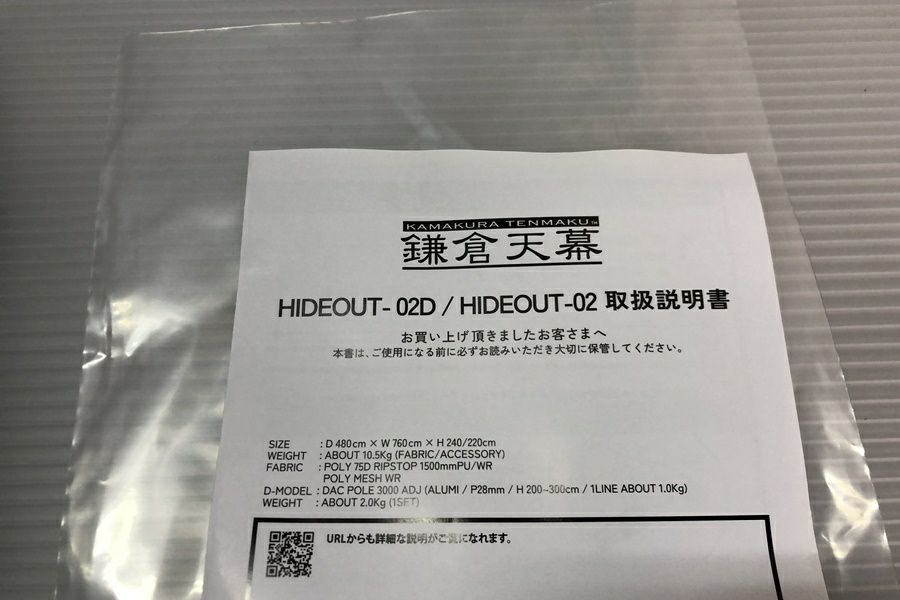 KAMAKURA TENMAKU™
鎌倉天幕
HIDEOUT- 02D / HIDEOUT-02 取扱説明書
お買い上げ頂きましたお客さまへ
本書は、ご使用になる前に必ずお読みいただき大切に保管してください。
SIZE : D 480cm × W 760cm × H 240/220cm
WEIGHT : ABOUT 10.5Kg (FABRIC/ACCESSORY)
FABRIC : POLY 75D RIPSTOP 1500mmPU/WR
POLY MESH WR
D-MODEL : DAC POLE 3000 ADJ (ALUMI / P28mm / H 200~300cm / 1LINE ABOUT 1.0Kg)
WEIGHT : ABOUT 2.0Kg (1SET)
URLからも詳細な説明がご覧になれます。